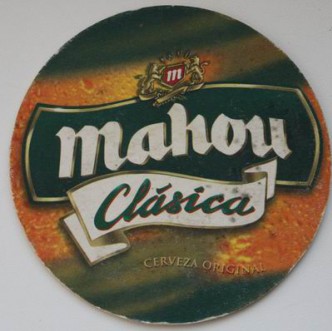 m
mahou
Clásica
CERVEZA ORIGINAL